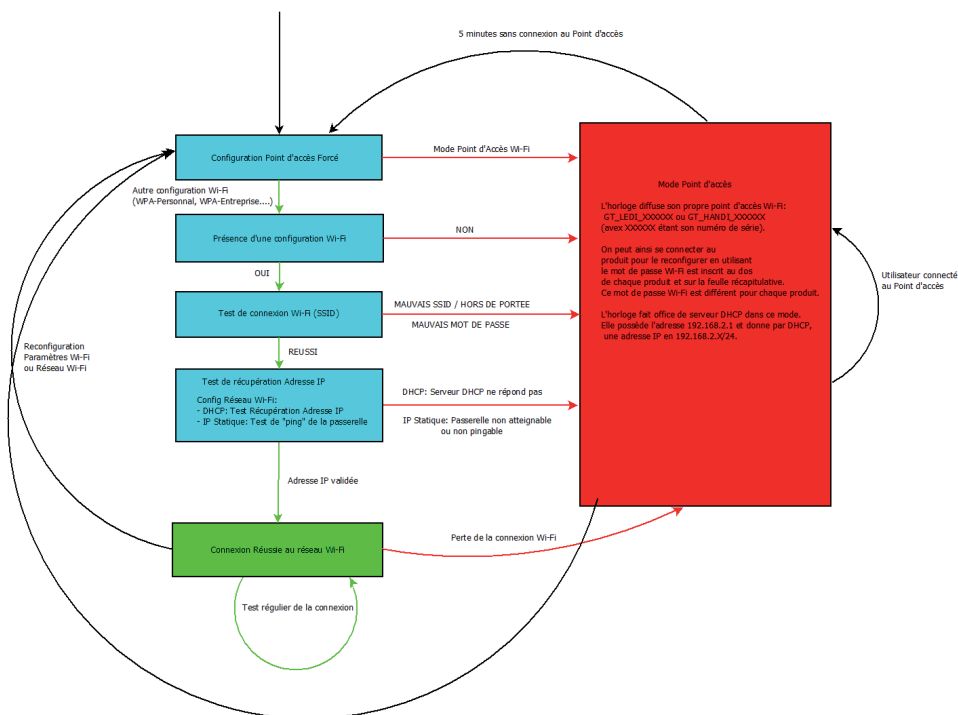 5 minutes sans connexion au Point d'accès
Configuration Point d'accès Forcé
Mode Point d'Accès Wi-Fi
Autre configuration Wi-Fi
(WPA-Personnal, WPA-Entreprise....)
Présence d'une configuration Wi-Fi
NON
OUI
Test de connexion Wi-Fi (SSID)
MAUVAIS SSID / HORS DE PORTEE
MAUVAIS MOT DE PASSE
REUSSI
Reconfiguration
Paramètres Wi-Fi
ou Réseau Wi-Fi
Test de récupération Adresse IP
Config Réseau Wi-Fi:
- DHCP: Test Récupération Adresse IP
- IP Statique: Test de "ping" de la passerelle
DHCP: Serveur DHCP ne répond pas
IP Statique: Passerelle non atteignable
ou non pingable
Adresse IP validée
Connexion Réussie au réseau Wi-Fi
Perte de la connexion Wi-Fi
Test régulier de la connexion
Mode Point d'accès
L'horloge diffuse son propre point d'accès Wi-Fi:
GT_LEDI_XXXXXX ou GT_HANDI_XXXXXX
(avex XXXXXX étant son numéro de série).
On peut ainsi se connecter au
produit pour le reconfigurer en utilisant
le mot de passe Wi-Fi est inscrit au dos
de chaque produit et sur la feuille récapitulative.
Ce mot de passe Wi-Fi est différent pour chaque produit.
L'horloge fait office de serveur DHCP dans ce mode.
Elle possède l'adresse 192.168.2.1 et donne par DHCP,
une adresse IP en 192.168.2.X/24.
Utilisateur connecté
au Point d'accès